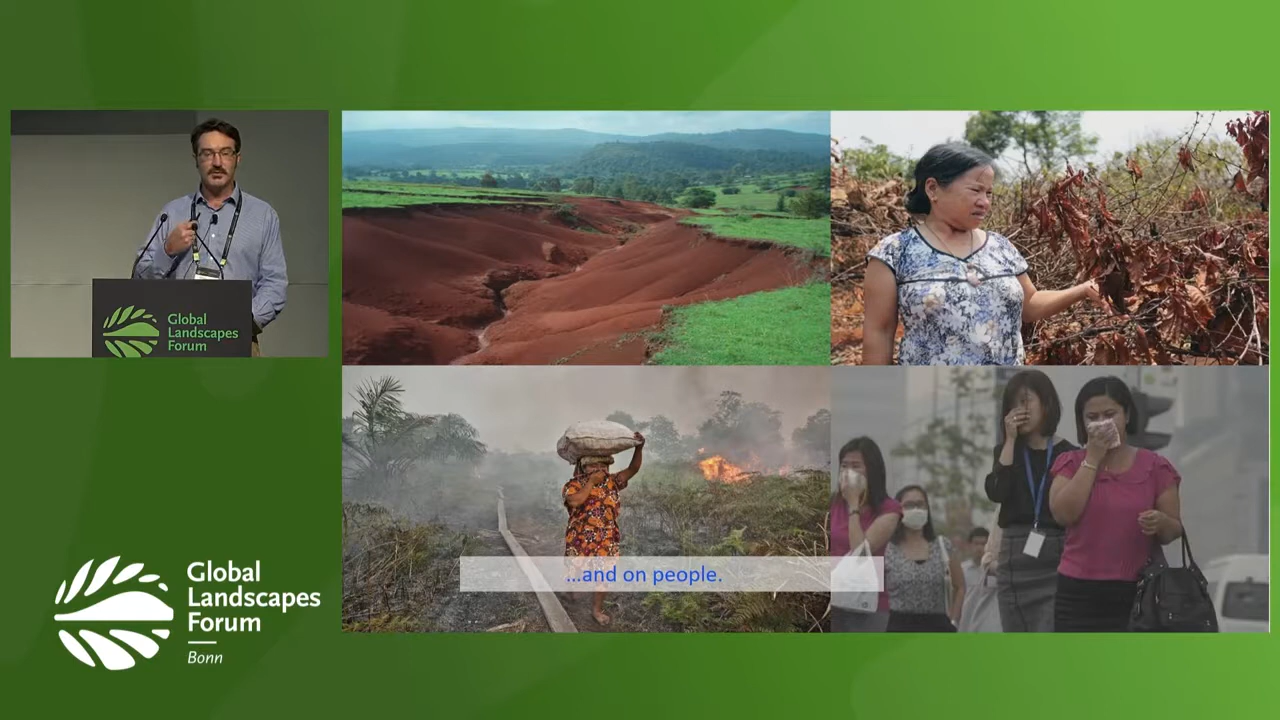 Global
Landscapes
Forum
...and on people.
Global
Landscapes
Forum
Bonn